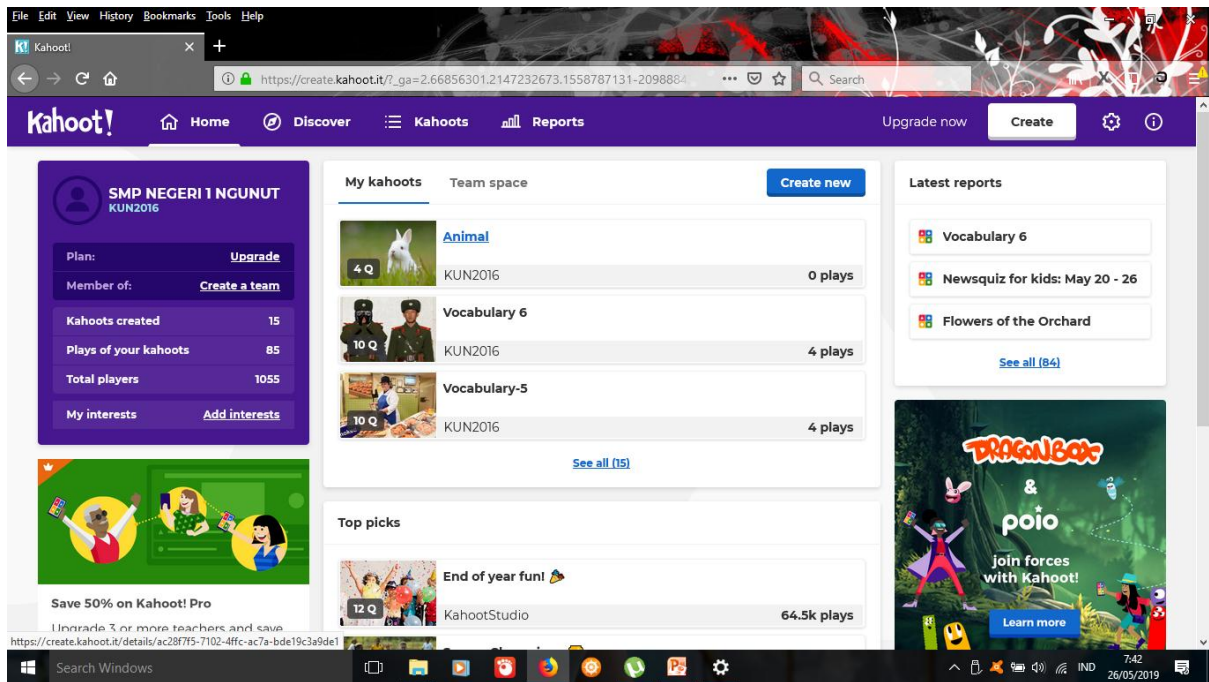 File Edit View History Bookmarks Tools Help
Kahoot!
https://create.kahoot.it/?_ga=2.66856301.2147232673.1558787131-2098884
Search
Kahoot! Home Discover Kahoots Reports Upgrade now Create
SMP NEGERI 1 NGUNUT
KUN2016
Plan: Upgrade
Member of: Create a team
Kahoots created 15
Plays of your kahoots 85
Total players 1055
My interests Add interests
Save 50% on Kahoot! Pro
Upgrade 3 or more teachers and save
My kahoots Team space Create new
Animal
4 Q KUN2016 0 plays
Vocabulary 6
10 Q KUN2016 4 plays
Vocabulary-5
10 Q KUN2016 4 plays
See all (15)
Top picks
End of year fun!
12 Q KahootStudio 64.5k plays
Latest reports
Vocabulary 6
Newsquiz for kids: May 20 - 26
Flowers of the Orchard
See all (84)
DRAGONBOX
&
poio
join forces
with Kahoot!
Learn more
https://create.kahoot.it/details/ac28f7f5-7102-4ffc-ac7a-bde19c3a9de1
Search Windows
IND
7:42
26/05/2019